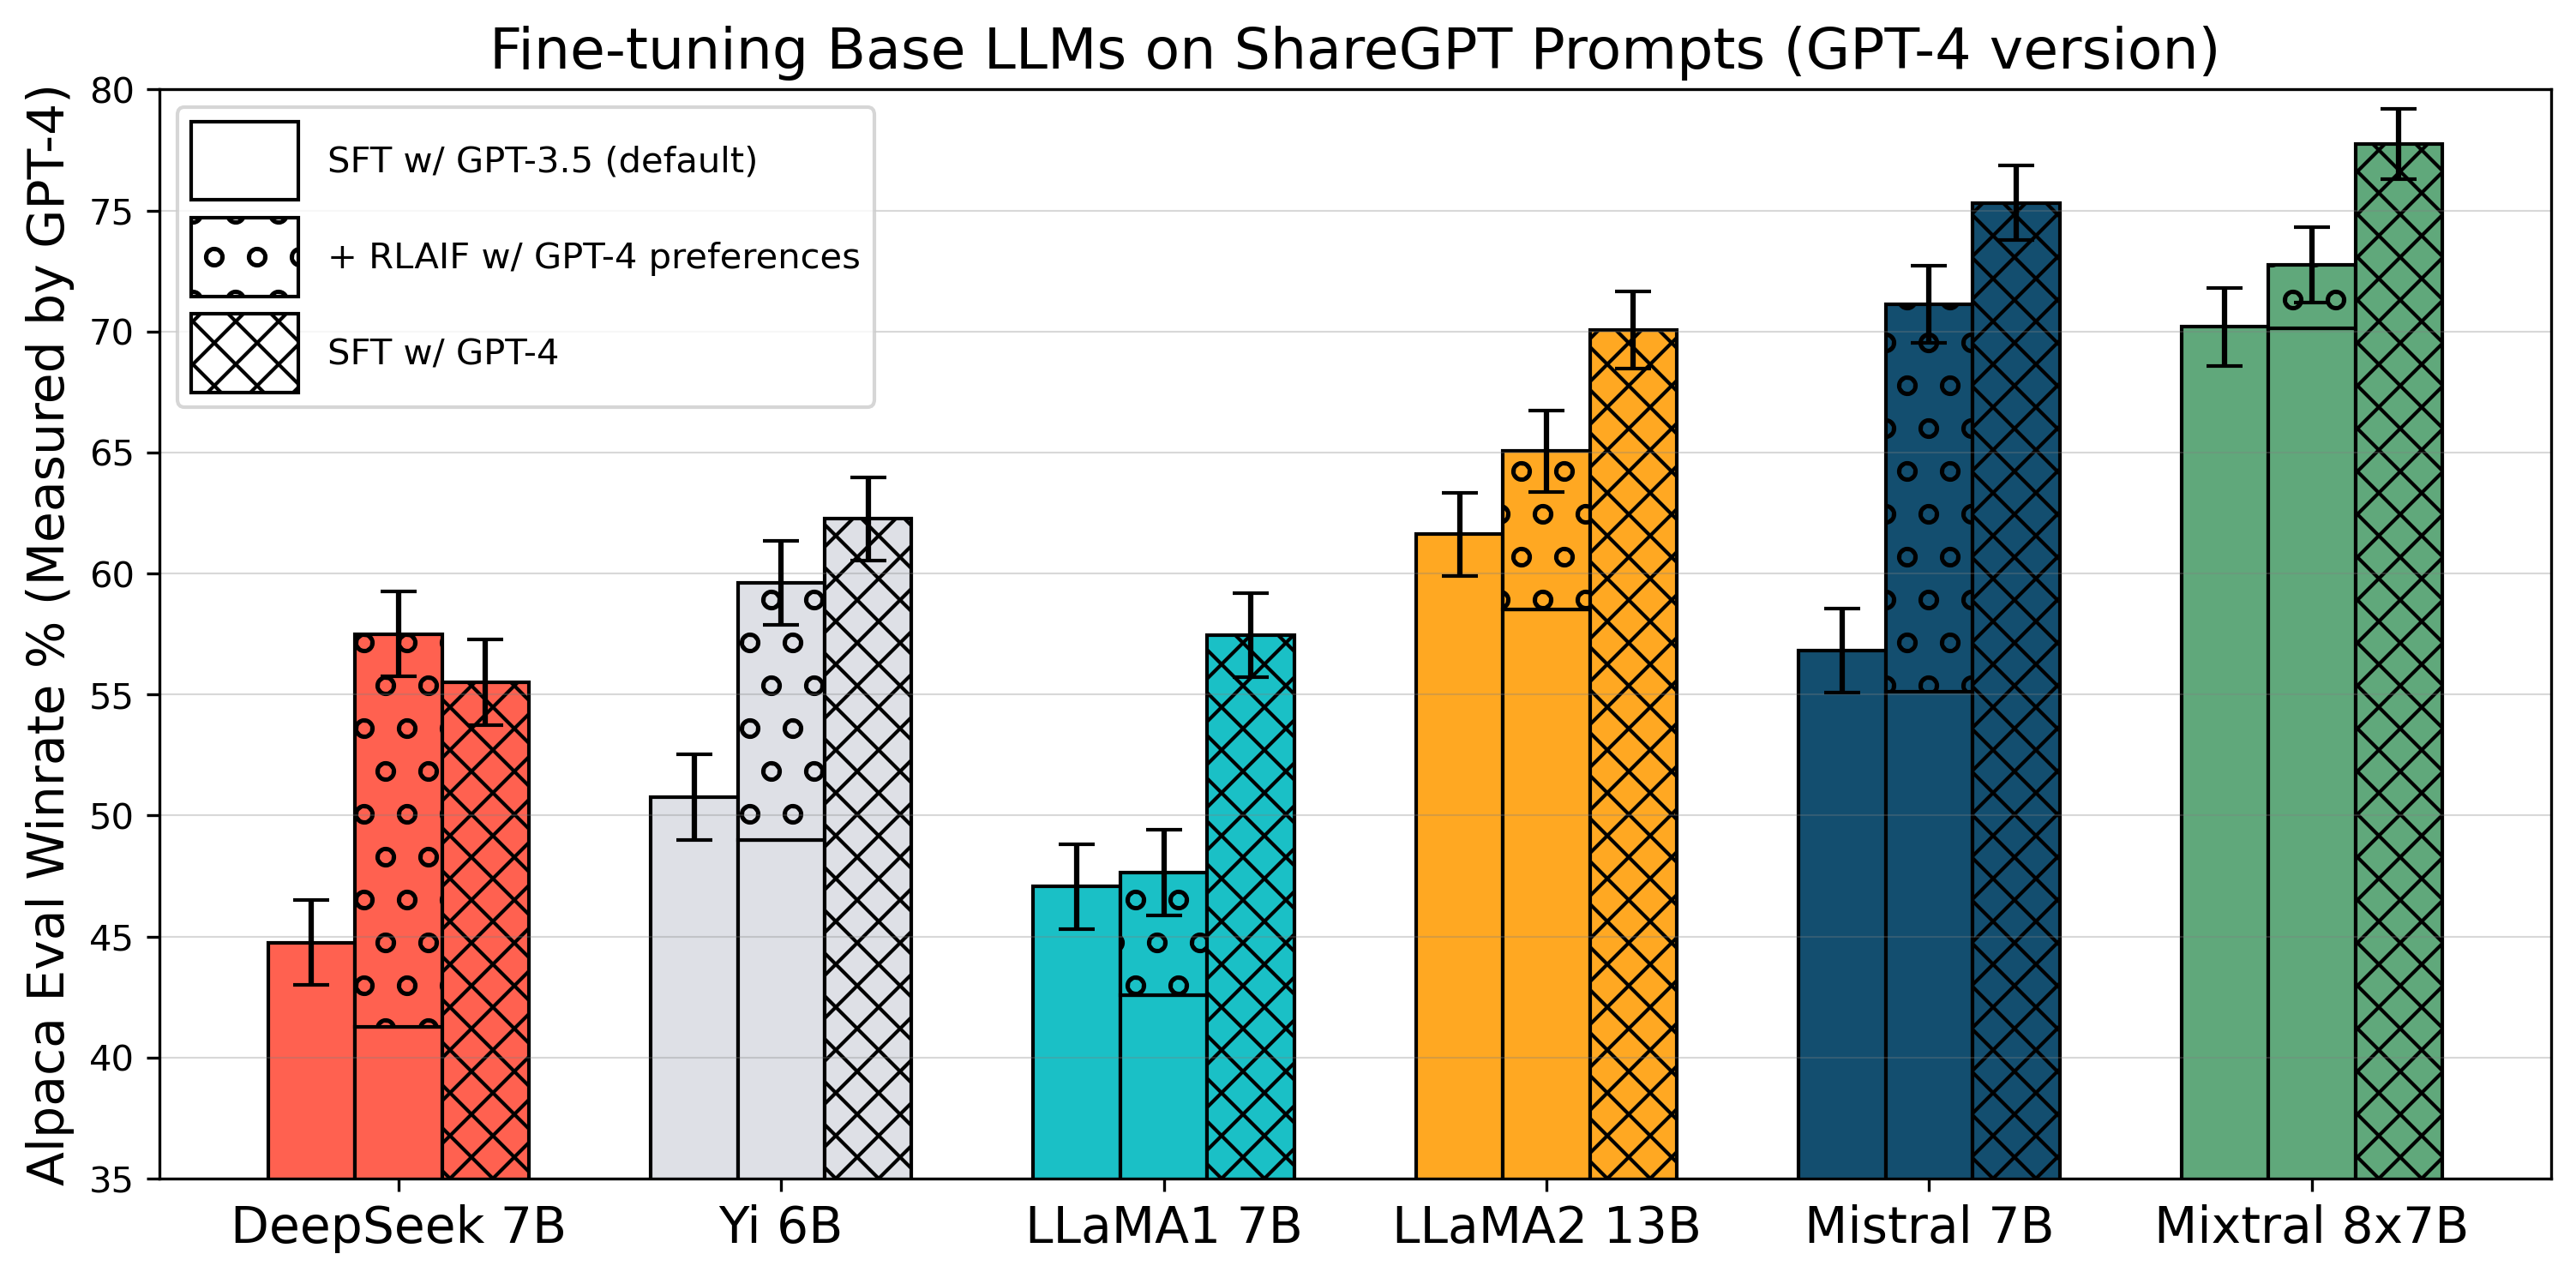 Fine-tuning Base LLMs on ShareGPT Prompts (GPT-4 version)
Alpaca Eval Winrate % (Measured by GPT-4)
80
75
70
65
60
55
50
45
40
35
SFT w/ GPT-3.5 (default)
+ RLAIF w/ GPT-4 preferences
SFT w/ GPT-4
DeepSeek 7B
Yi 6B
LLaMA1 7B
LLaMA2 13B
Mistral 7B
Mixtral 8x7B